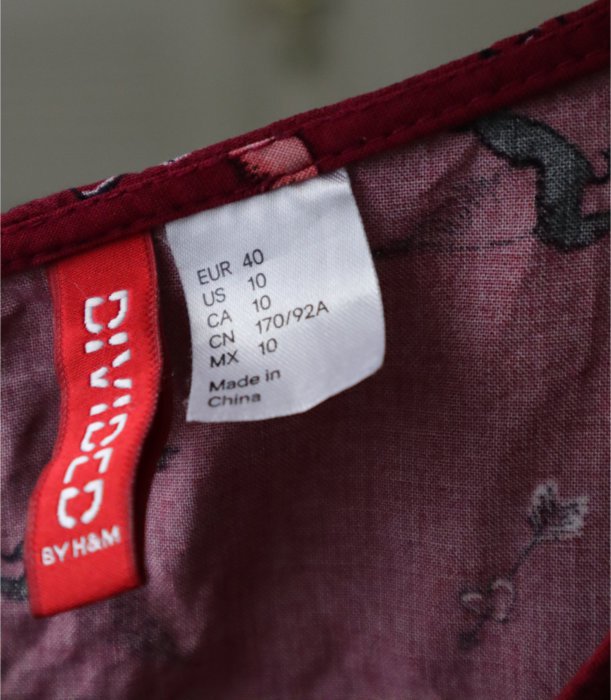 DIVIDED
BY H&M
EUR 40
US 10
CA 10
CN 170/92A
MX 10
Made in
China